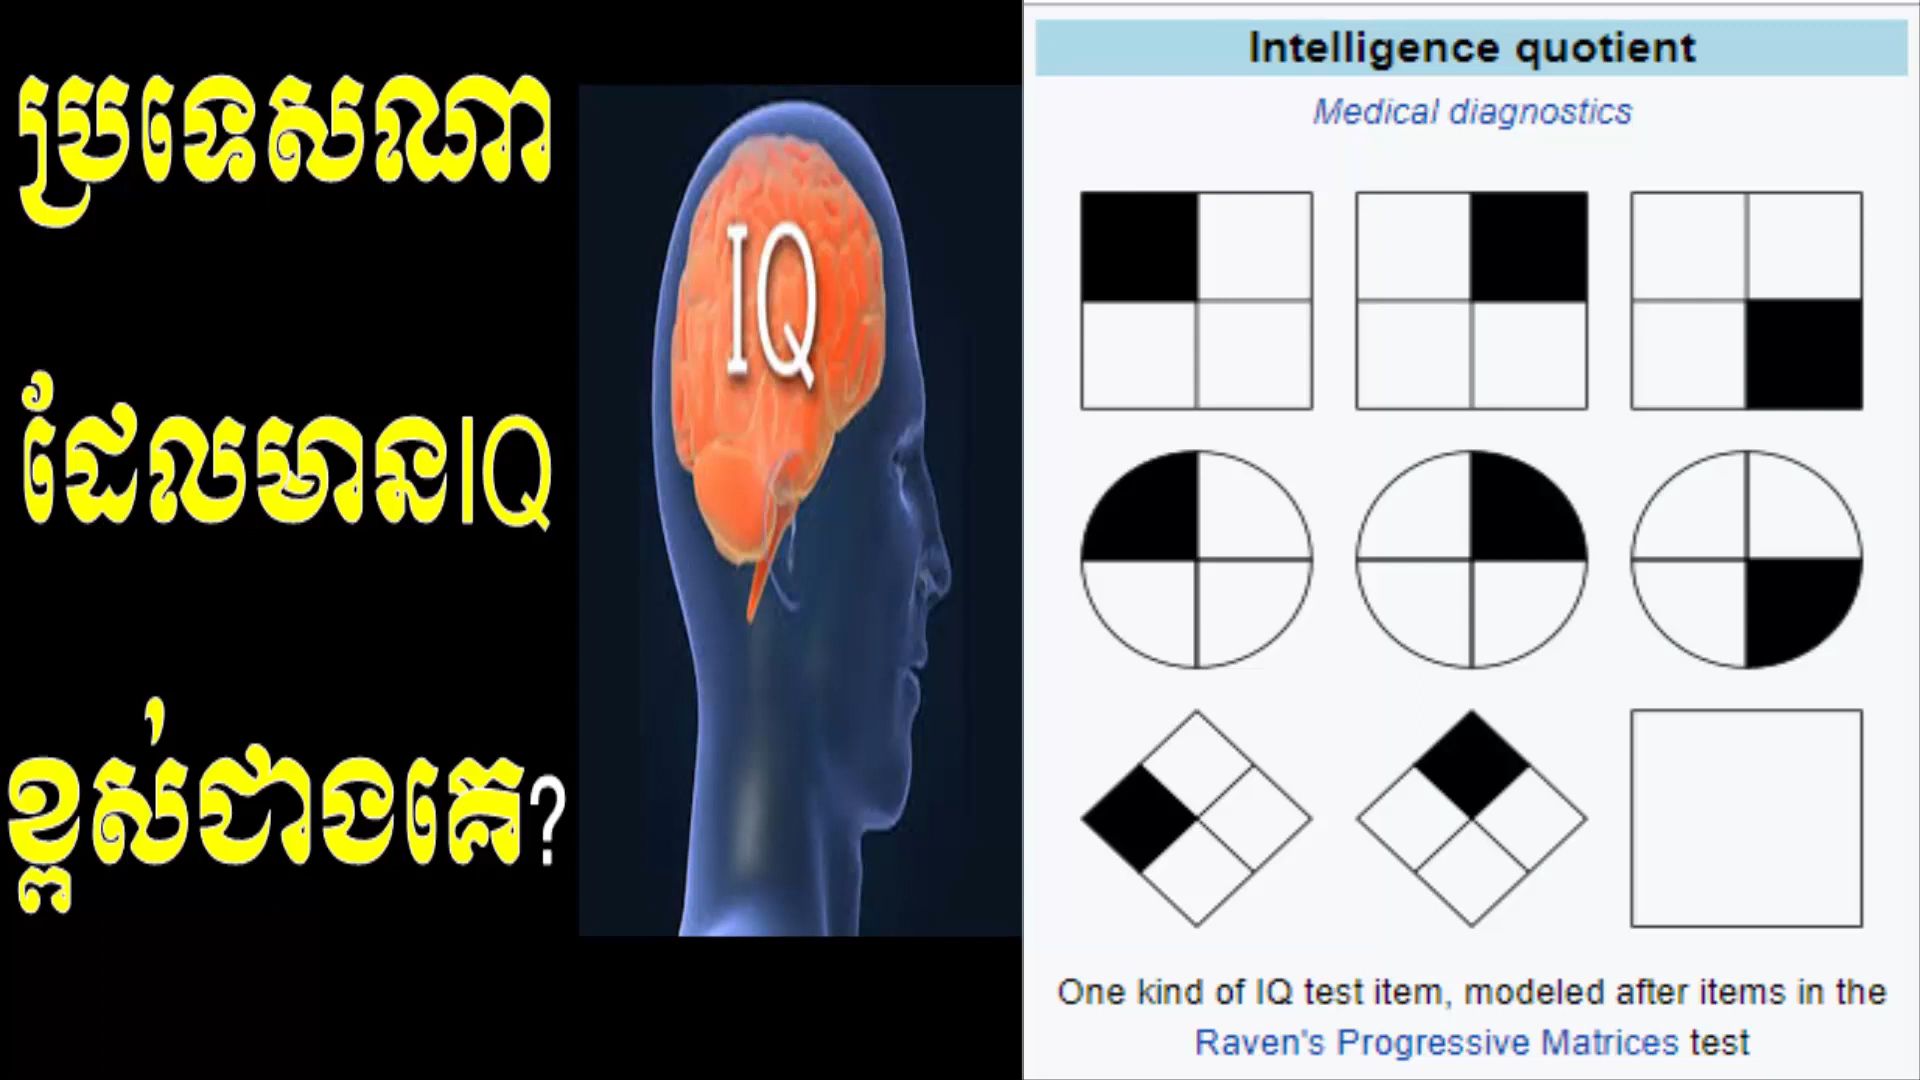 ប្រទេសណា
ដែលមានIQ
ខ្ពស់ជាងគេ?
IQ
Intelligence quotient
Medical diagnostics
One kind of IQ test item, modeled after items in the
Raven's Progressive Matrices test